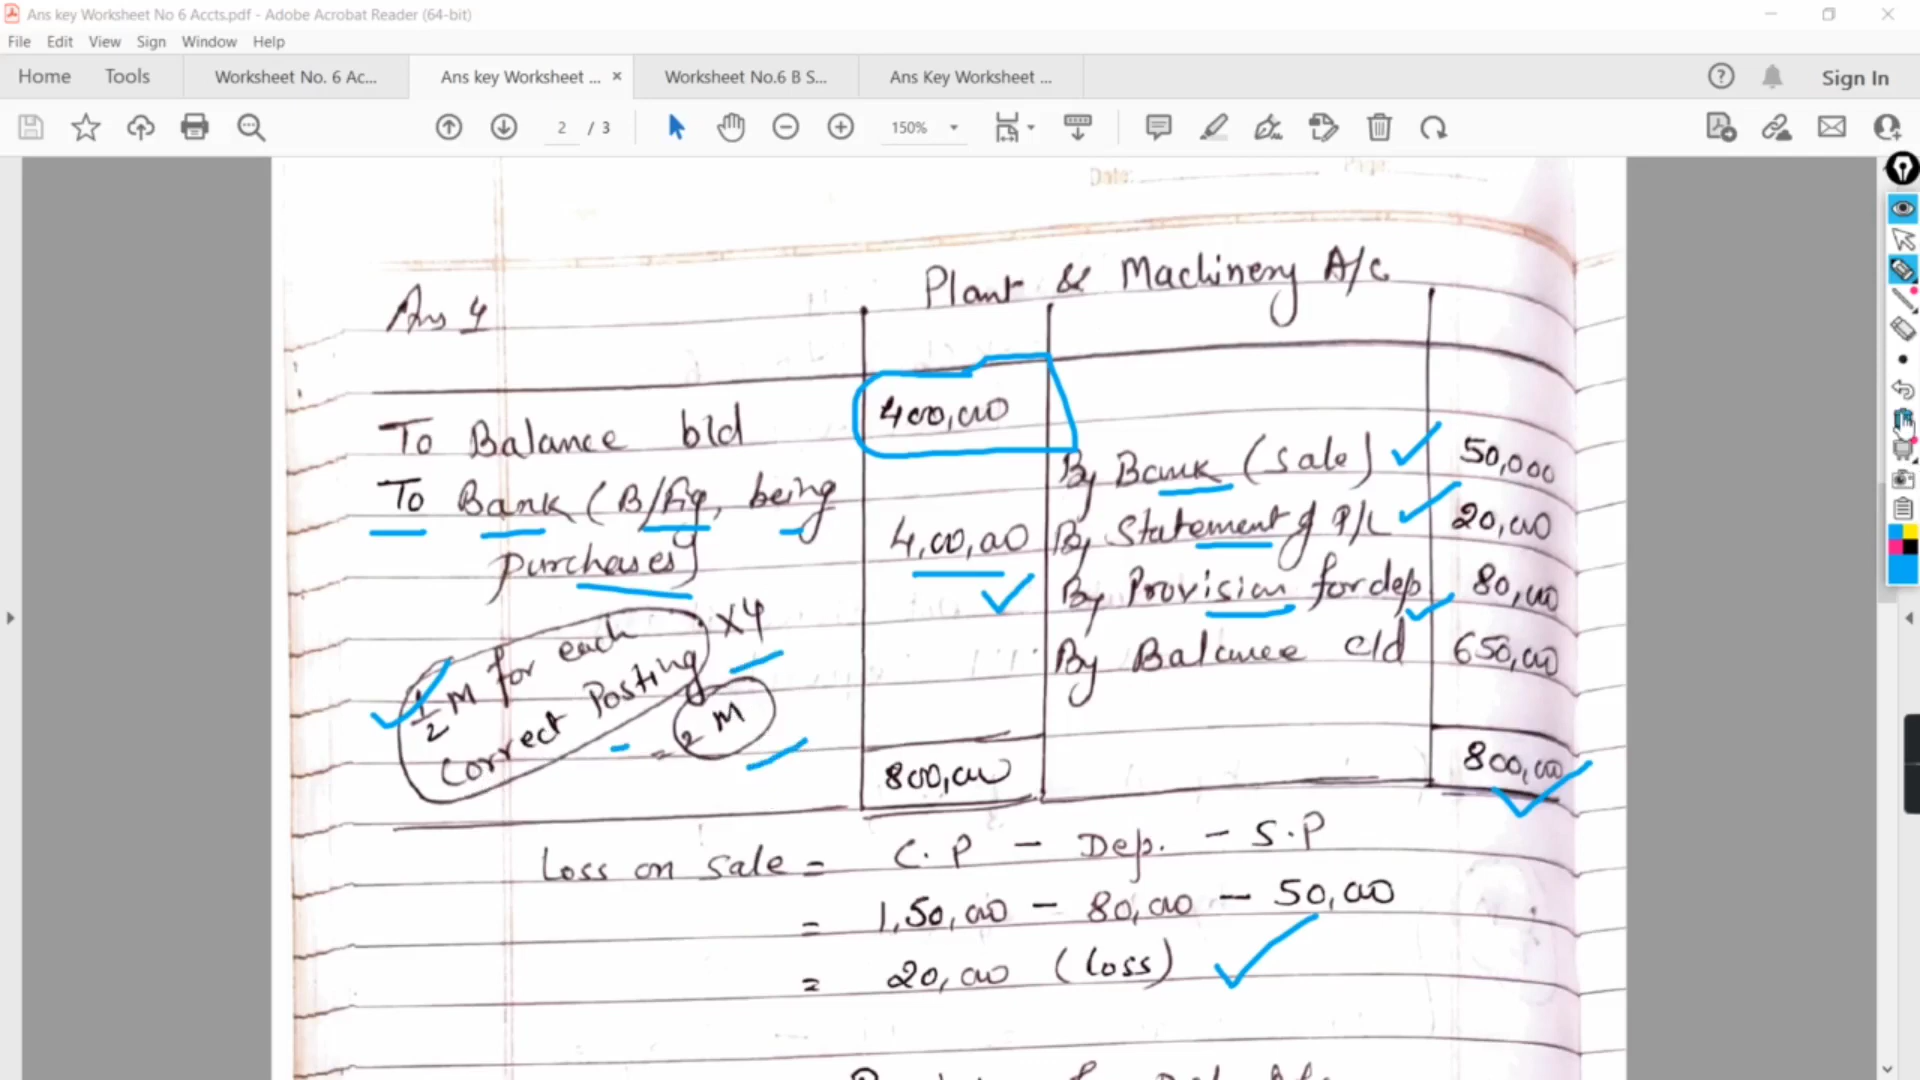 Ans key Worksheet No 6 Accts.pdf - Adobe Acrobat Reader (64-bit)
File Edit View Sign Window Help
Home Tools Worksheet No. 6 Ac... Ans key Worksheet ... × Worksheet No.6 B S... Ans Key Worksheet ... Sign In
2 / 3 150%
Date: Page:
Ans 4 Plant & Machinery A/c
To Balance b/d 400,000
By Bank (Sale) 50,000
To Bank (B/Fig, being
purchases) 4,00,000
By Statement of P/L 20,000
By Provision for dep 80,000
By Balance c/d 650,000
1/2 M for each
correct Posting
×4
= 2 M
800,000 800,000
Loss on sale = C.P - Dep. - S.P
= 1,50,000 - 80,000 - 50,000
= 20,000 (loss)